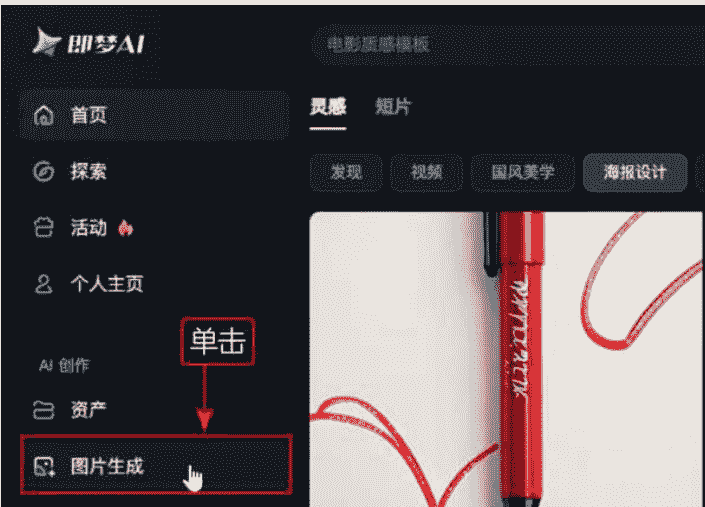 即梦AI
电影质感模板
首页
灵感 短片
探索
发现 视频 国风美学 海报设计
活动
个人主页
单击
AI 创作
资产
图片生成